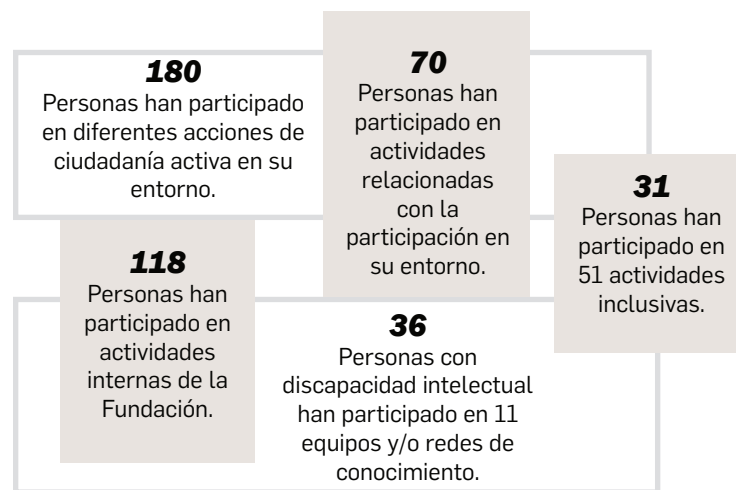 180
Personas han participado
en diferentes acciones de
ciudadanía activa en su
entorno.
70
Personas han
participado en
actividades
relacionadas
con la
participación en
su entorno.
31
Personas han
participado en
51 actividades
inclusivas.
118
Personas han
participado en
actividades
internas de la
Fundación.
36
Personas con
discapacidad intelectual
han participado en 11
equipos y/o redes de
conocimiento.